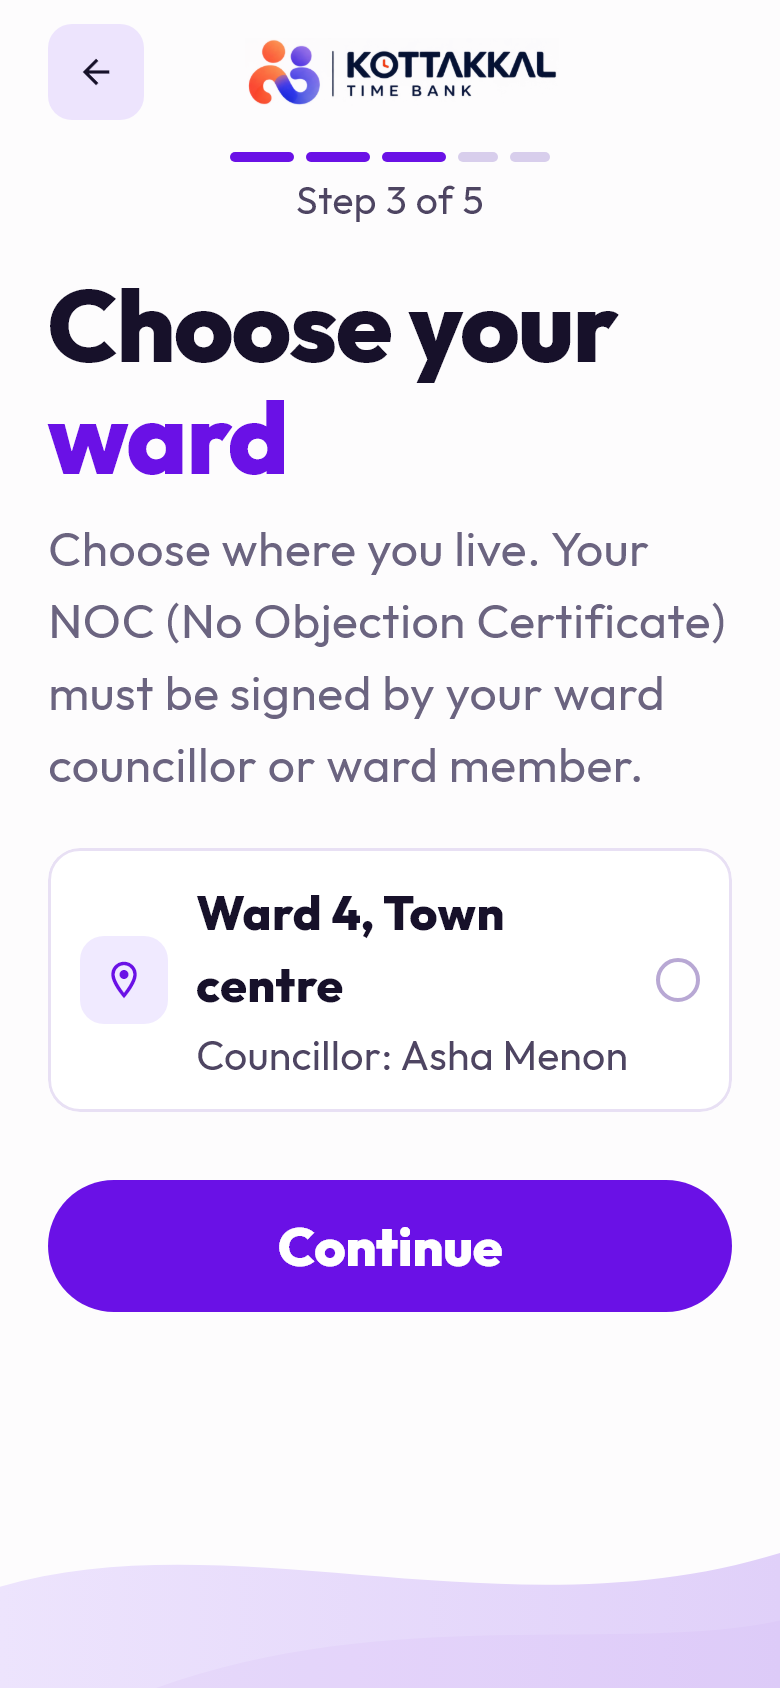 KOTTAKKAL
TIME BANK
Step 3 of 5
Choose your
ward
Choose where you live. Your
NOC (No Objection Certificate)
must be signed by your ward
councillor or ward member.
Ward 4, Town
centre
Councillor: Asha Menon
Continue